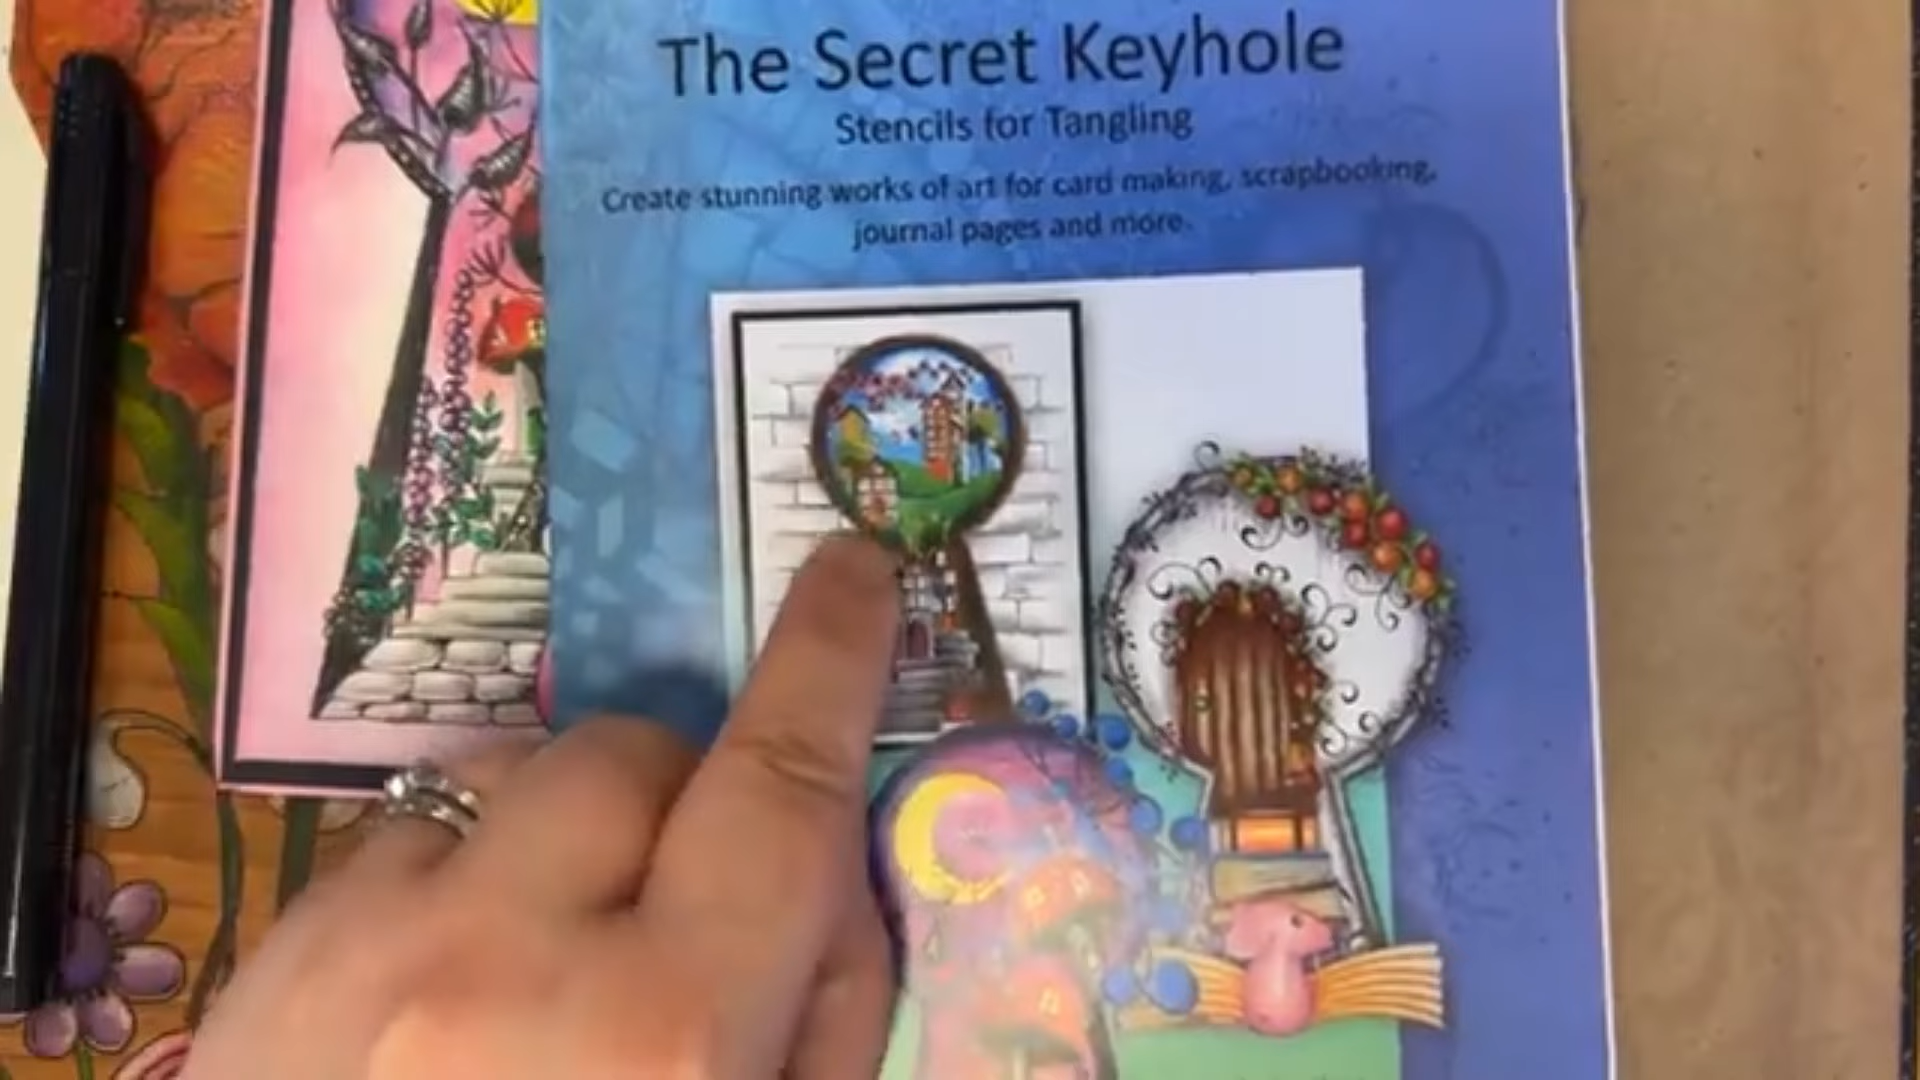 The Secret Keyhole
Stencils for Tangling
Create stunning works of art for card making, scrapbooking,
journal pages and more.